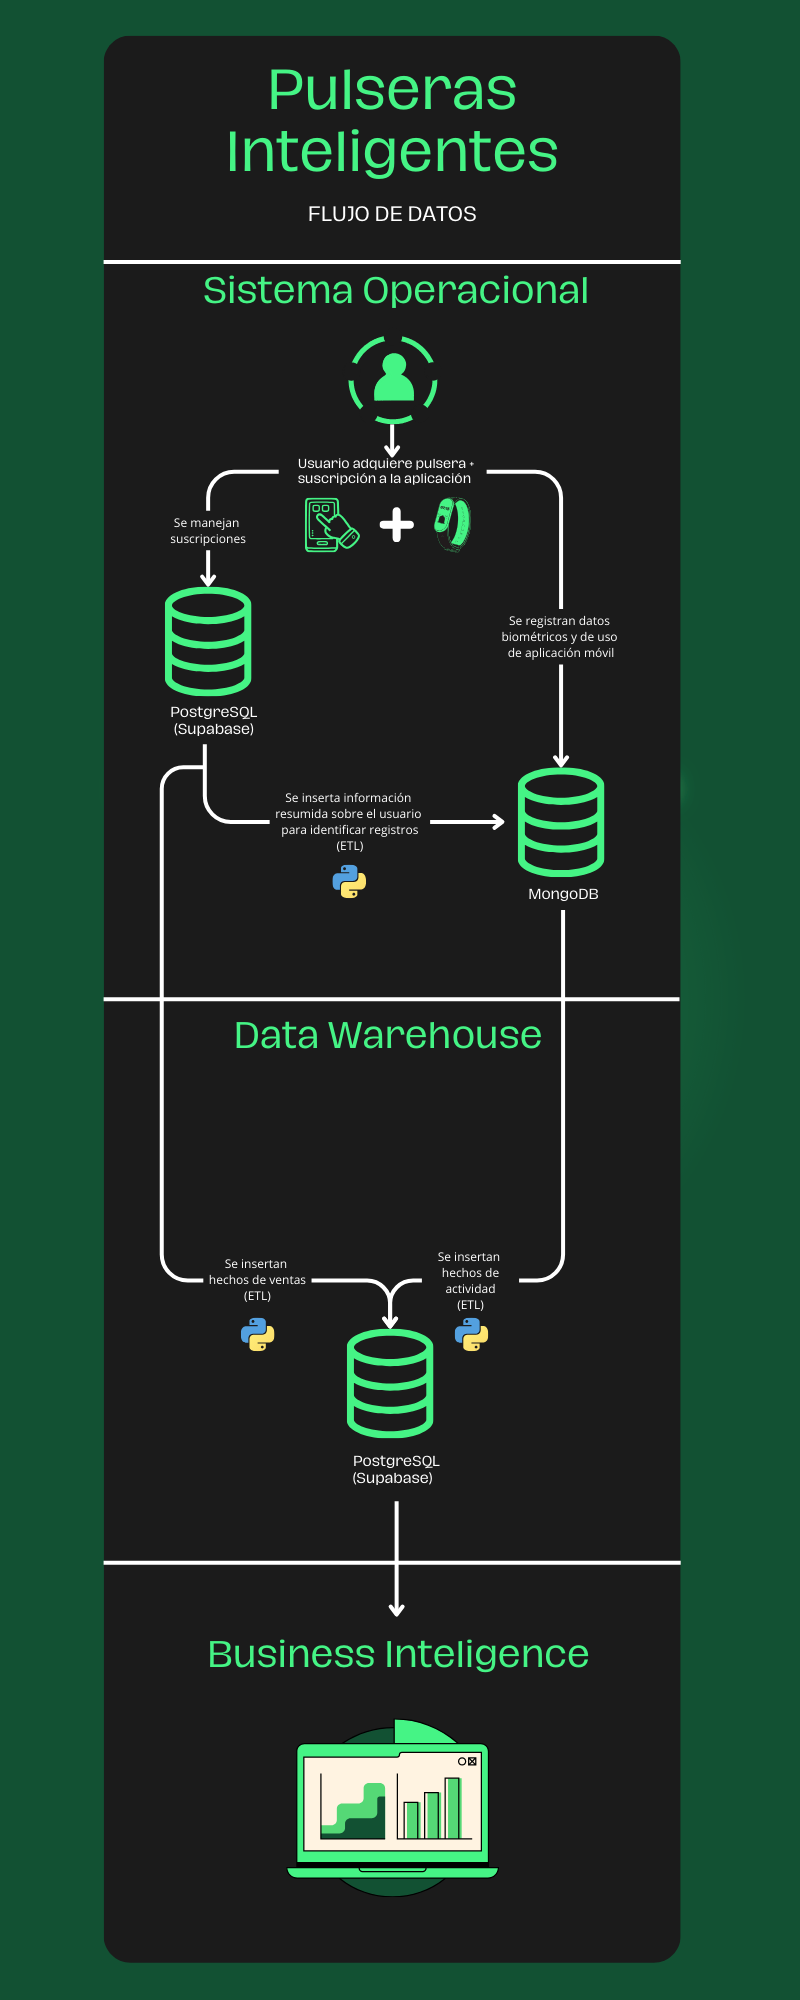 Pulseras
Inteligentes
FLUJO DE DATOS
Sistema Operacional
Usuario adquiere pulsera +
suscripción a la aplicación
Se manejan
suscripciones
Se registran datos
biométricos y de uso
de aplicación móvil
PostgreSQL
(Supabase)
Se inserta información
resumida sobre el usuario
para identificar registros
(ETL)
MongoDB
Data Warehouse
Se insertan
hechos de ventas
(ETL)
Se insertan
hechos de
actividad
(ETL)
PostgreSQL
(Supabase)
Business Inteligence